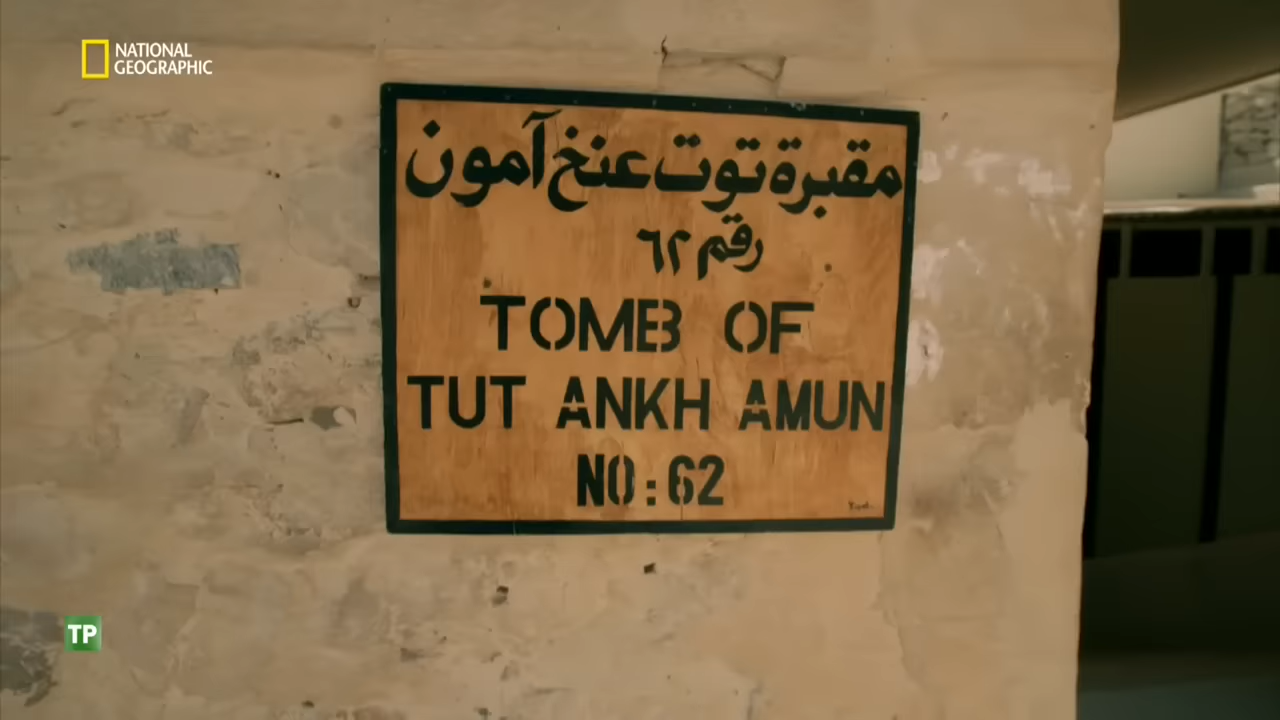 NATIONAL
GEOGRAPHIC
مقبرة توت عنخ آمون
رقم ٦٢
TOMB OF
TUT ANKH AMUN
NO:62
TP